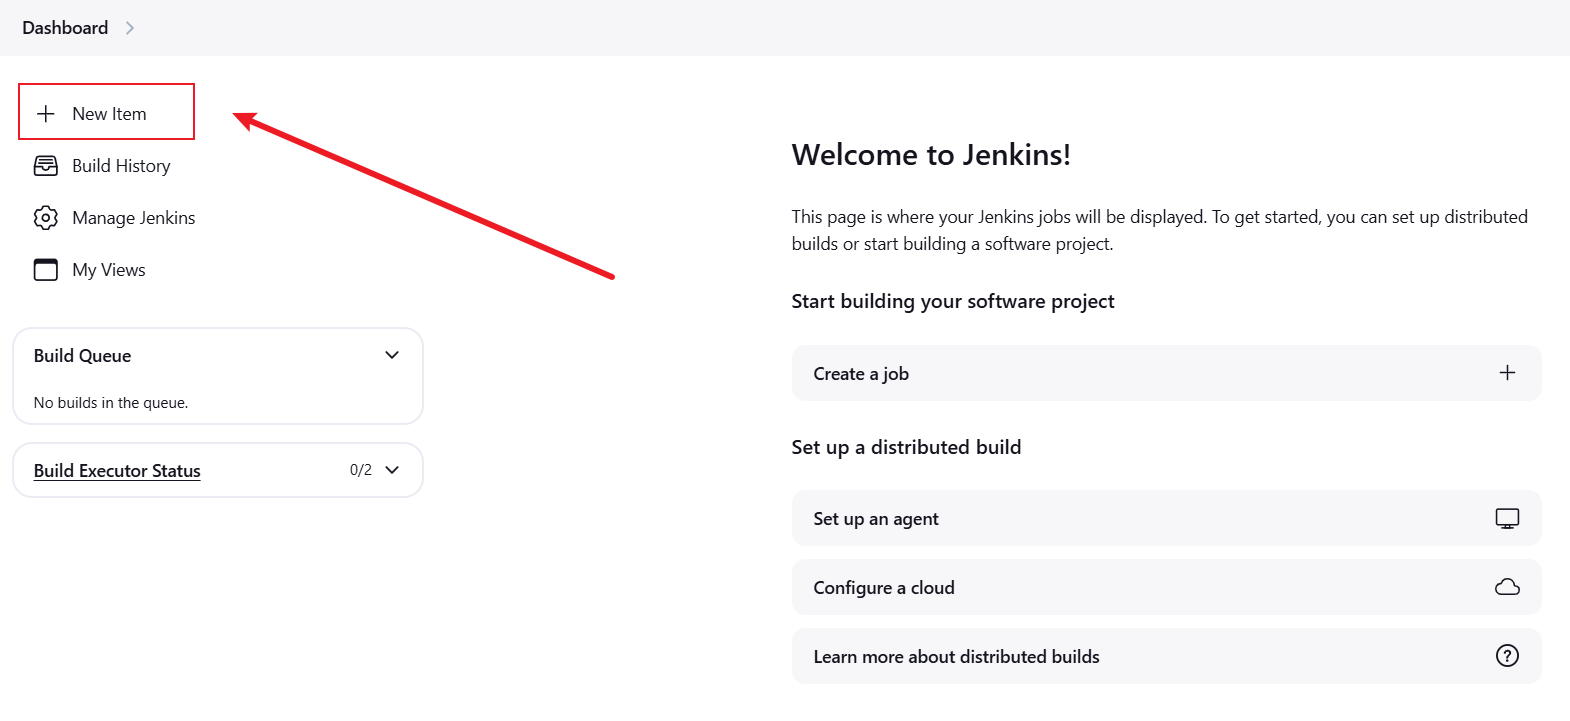 Dashboard
New Item
Build History
Manage Jenkins
My Views
Build Queue
No builds in the queue.
Build Executor Status 0/2
Welcome to Jenkins!
This page is where your Jenkins jobs will be displayed. To get started, you can set up distributed
builds or start building a software project.
Start building your software project
Create a job
Set up a distributed build
Set up an agent
Configure a cloud
Learn more about distributed builds